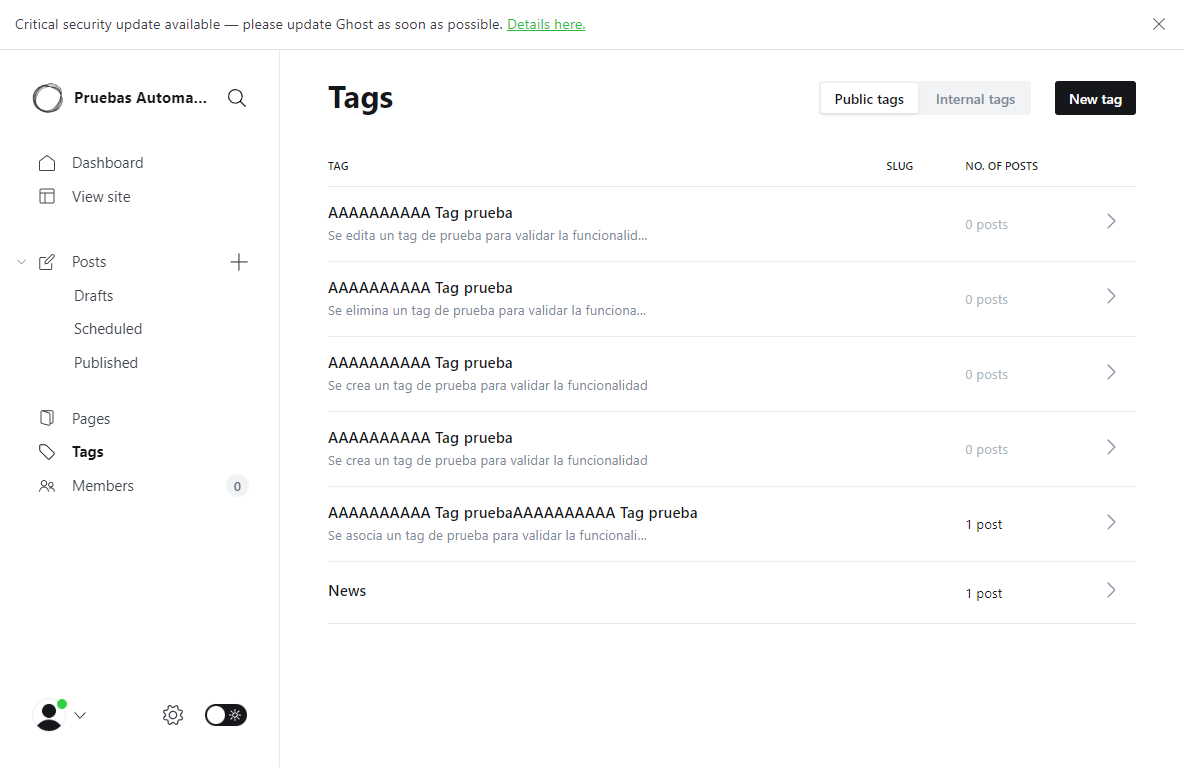 Critical security update available — please update Ghost as soon as possible. Details here.
Pruebas Automa...
Dashboard
View site
Posts
Drafts
Scheduled
Published
Pages
Tags
Members 0
Tags
Public tags Internal tags New tag
TAG SLUG NO. OF POSTS
AAAAAAAAAA Tag prueba
Se edita un tag de prueba para validar la funcionalid...
0 posts
AAAAAAAAAA Tag prueba
Se elimina un tag de prueba para validar la funciona...
0 posts
AAAAAAAAAA Tag prueba
Se crea un tag de prueba para validar la funcionalidad
0 posts
AAAAAAAAAA Tag prueba
Se crea un tag de prueba para validar la funcionalidad
0 posts
AAAAAAAAAA Tag pruebaAAAAAAAAAA Tag prueba
Se asocia un tag de prueba para validar la funcionali...
1 post
News
1 post